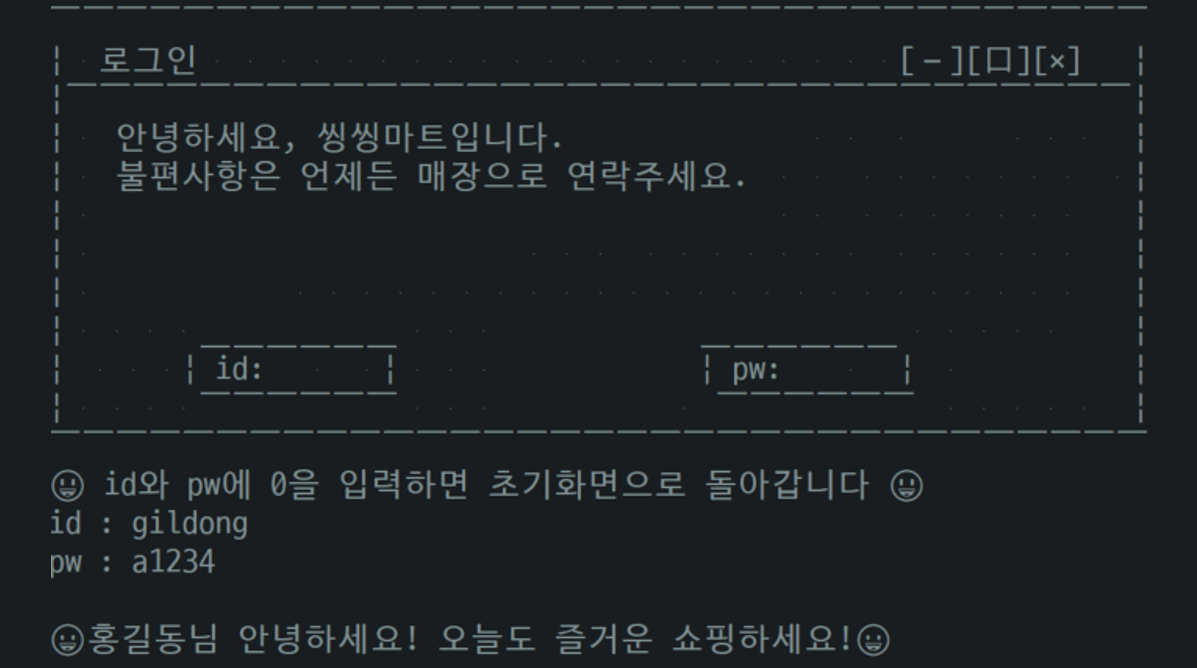 로그인 [-][口][×]
안녕하세요, 씽씽마트입니다.
불편사항은 언제든 매장으로 연락주세요.
id: pw:
😀 id와 pw에 0을 입력하면 초기화면으로 돌아갑니다 😀
id : gildong
pw : a1234
😀홍길동님 안녕하세요! 오늘도 즐거운 쇼핑하세요!😀